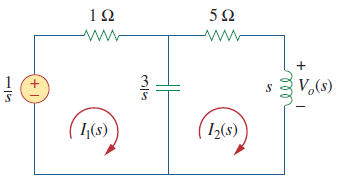 1 Ω
5 Ω
1/s
+
−
3/s
s
+
V_o(s)
−
I_1(s)
I_2(s)